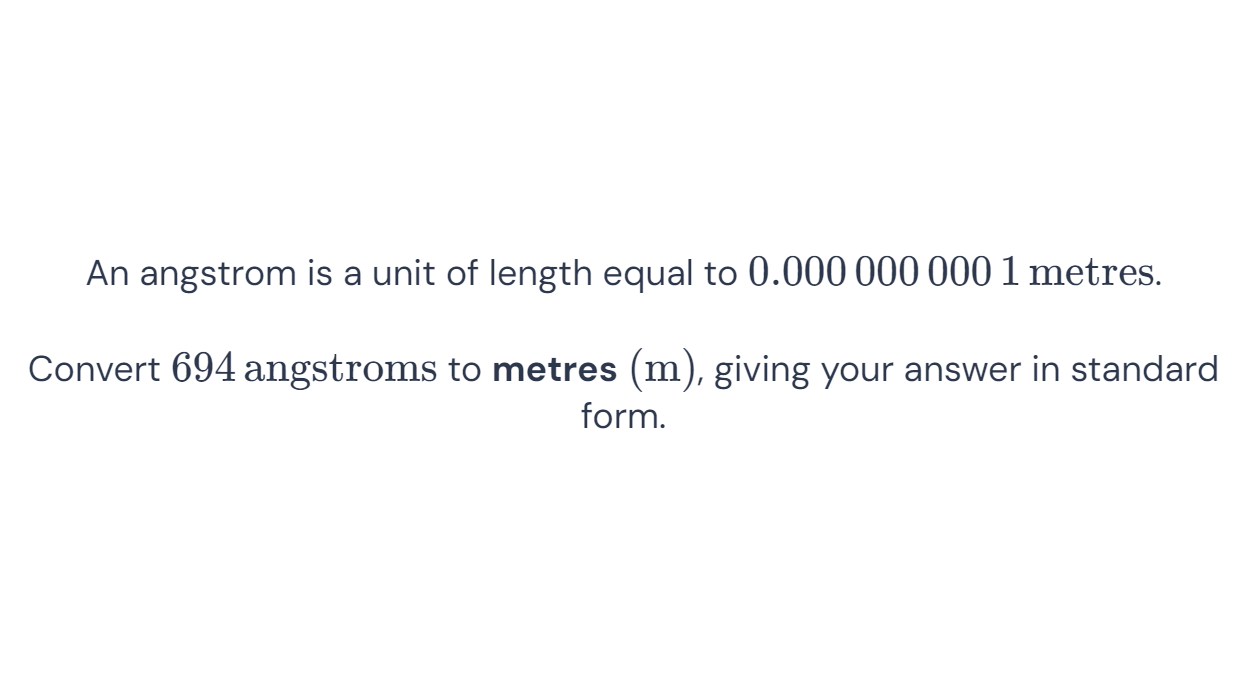 An angstrom is a unit of length equal to 0.000 000 000 1 metres.
Convert 694 angstroms to metres (m), giving your answer in standard
form.